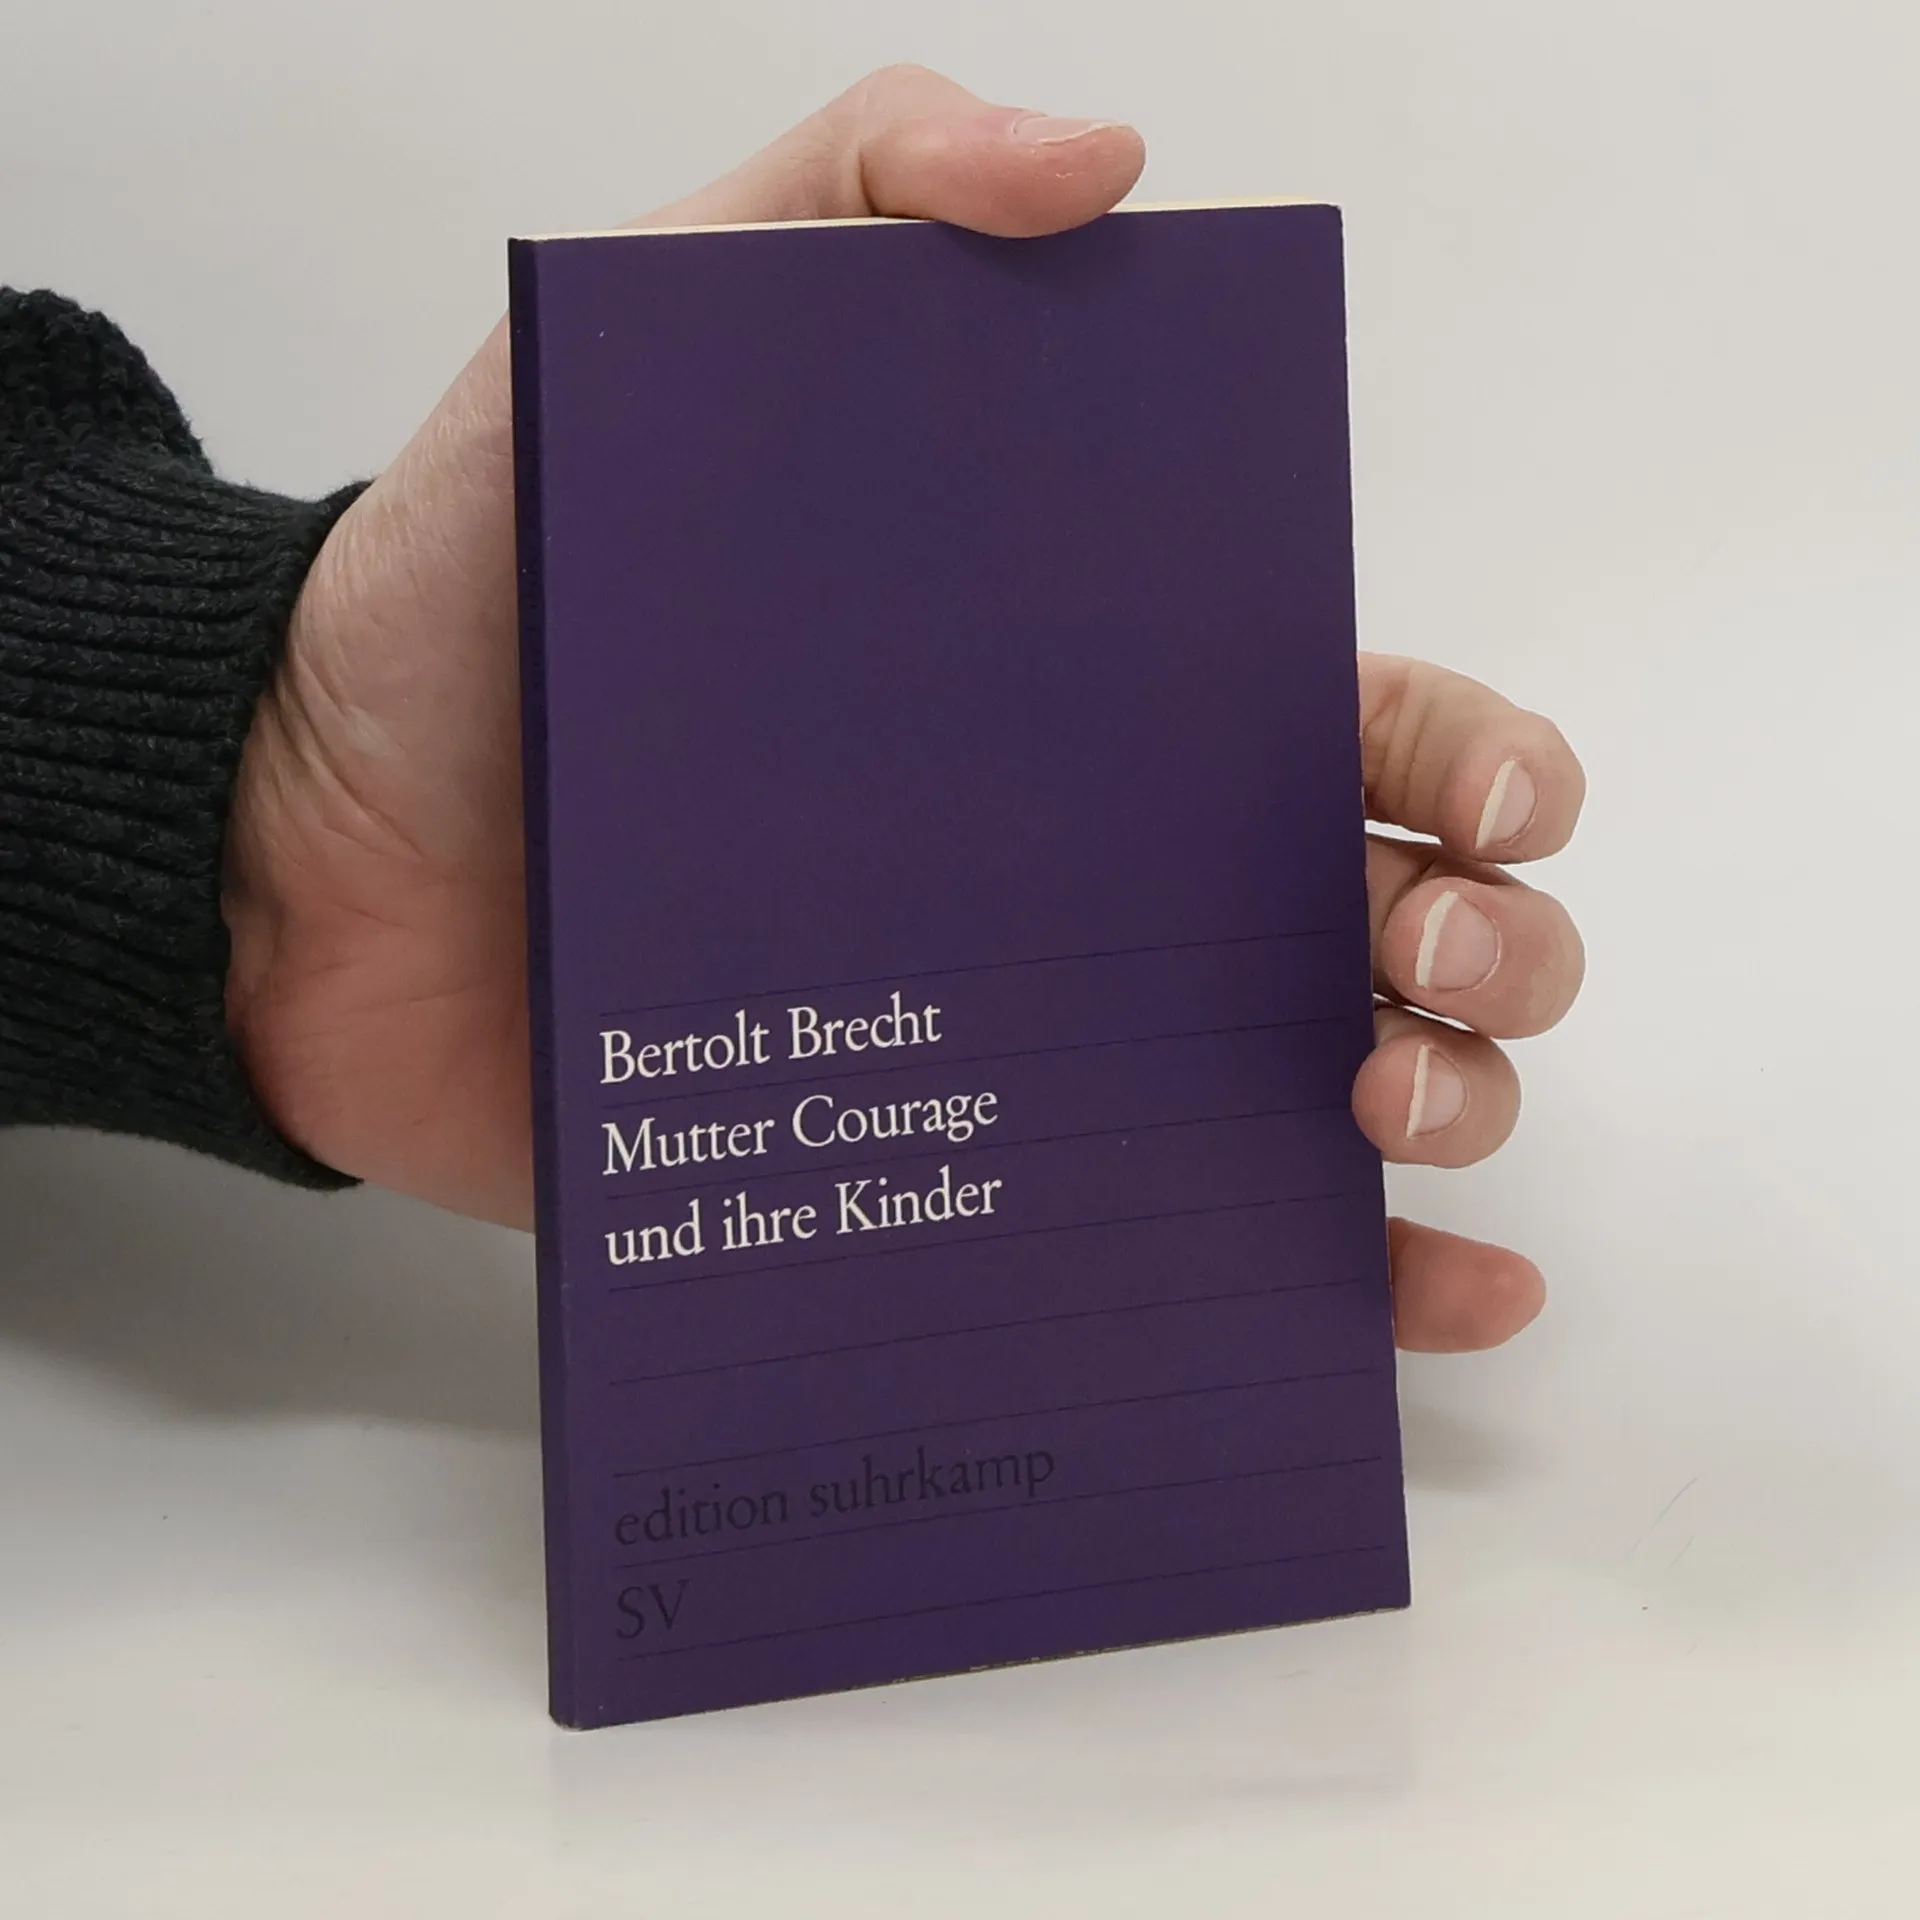 Bertolt Brecht
Mutter Courage
und ihre Kinder
edition suhrkamp
SV